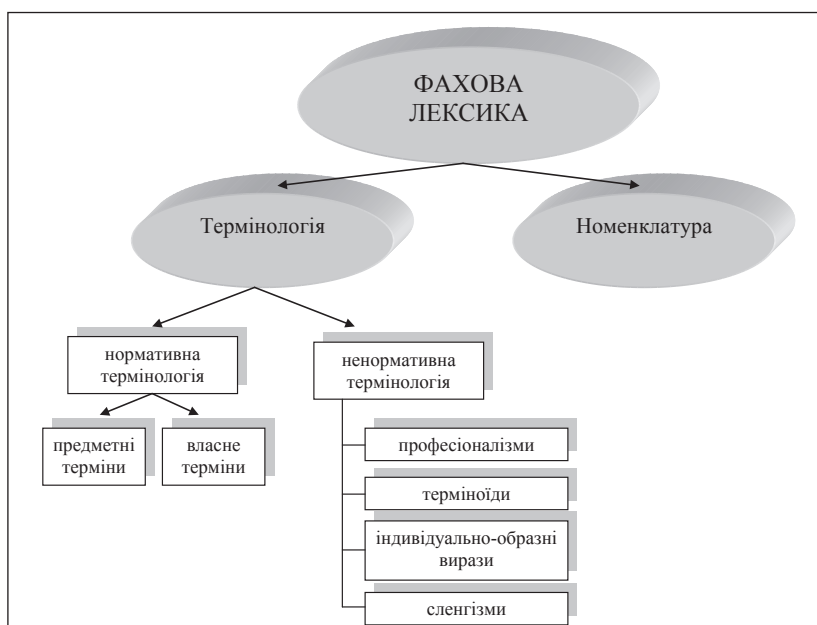 ФАХОВА
ЛЕКСИКА
Термінологія
Номенклатура
нормативна
термінологія
ненормативна
термінологія
предметні
терміни
власне
терміни
професіоналізми
терміноїди
індивідуально-образні
вирази
сленгізми